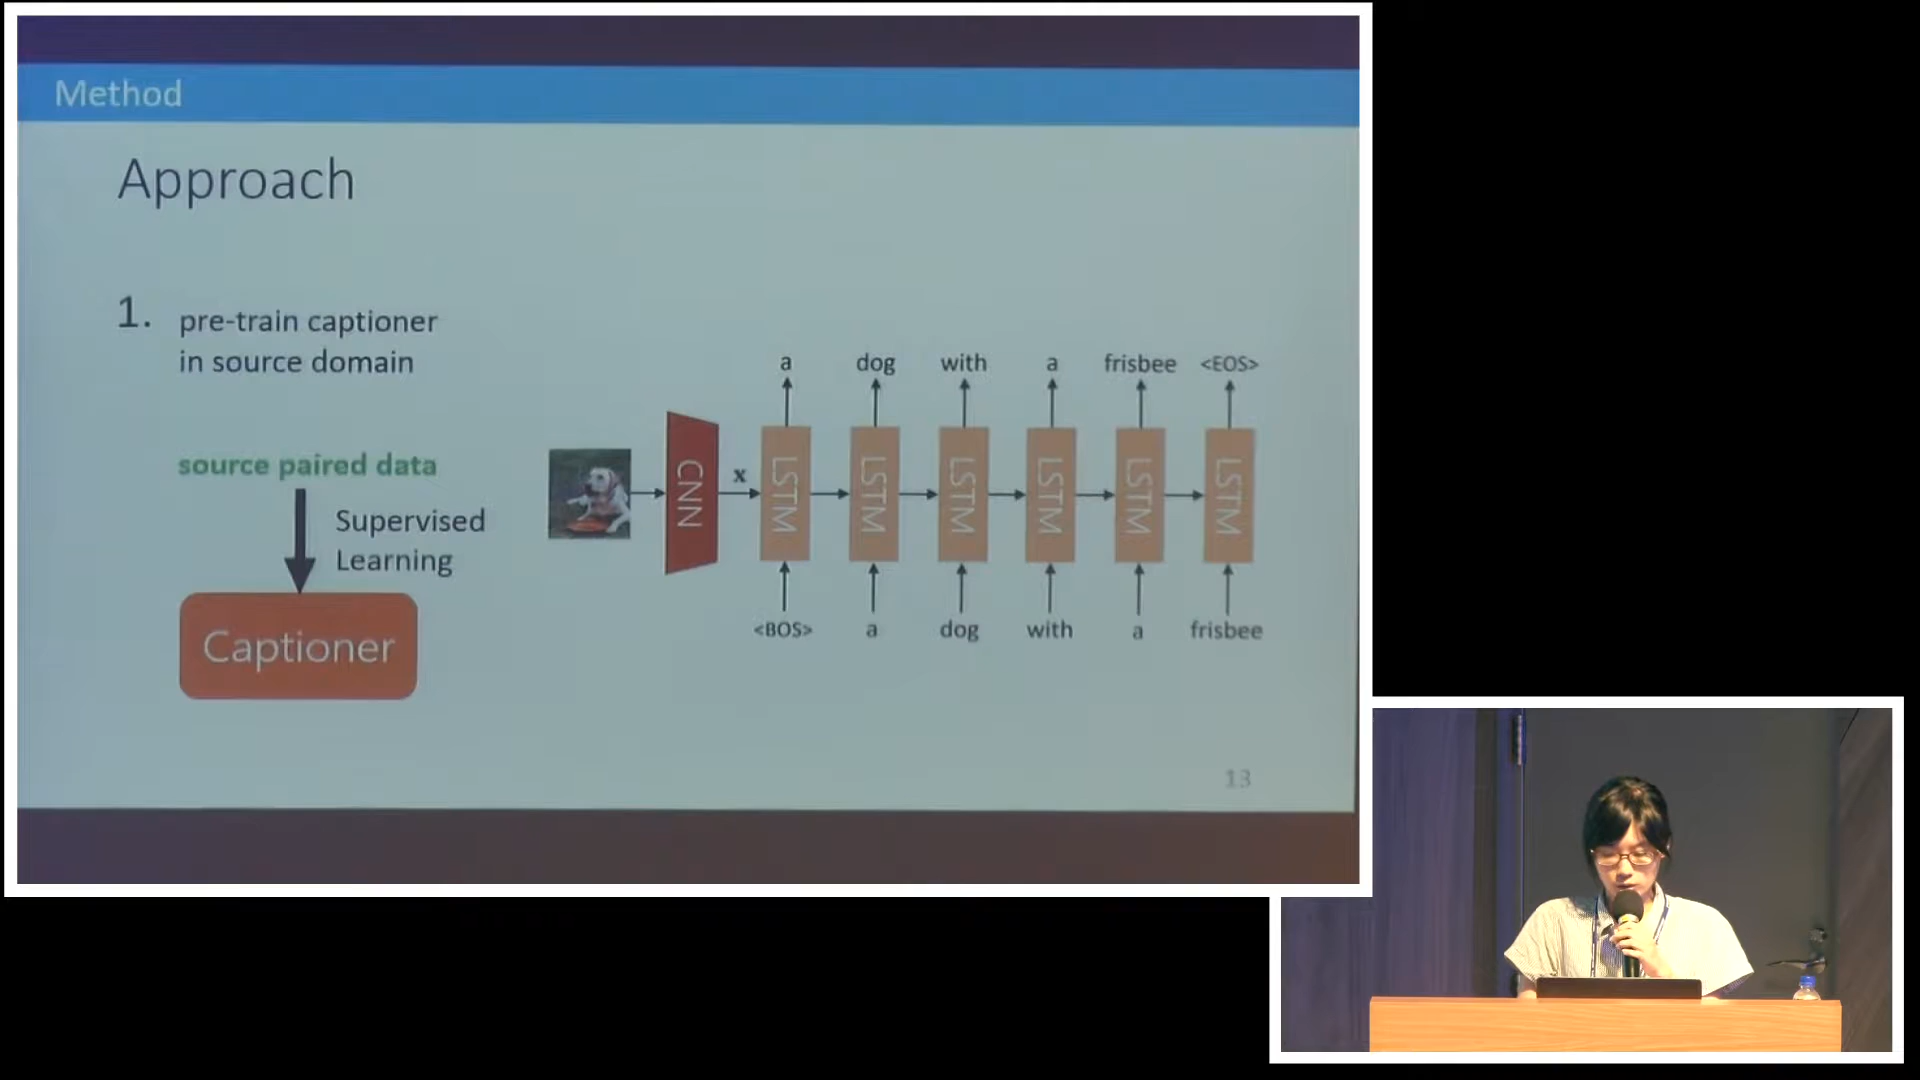 Method
Approach
1. pre-train captioner
in source domain
source paired data
Supervised
Learning
Captioner
a dog with a frisbee <EOS>
CNN x LSTM LSTM LSTM LSTM LSTM LSTM
<BOS> a dog with a frisbee
13